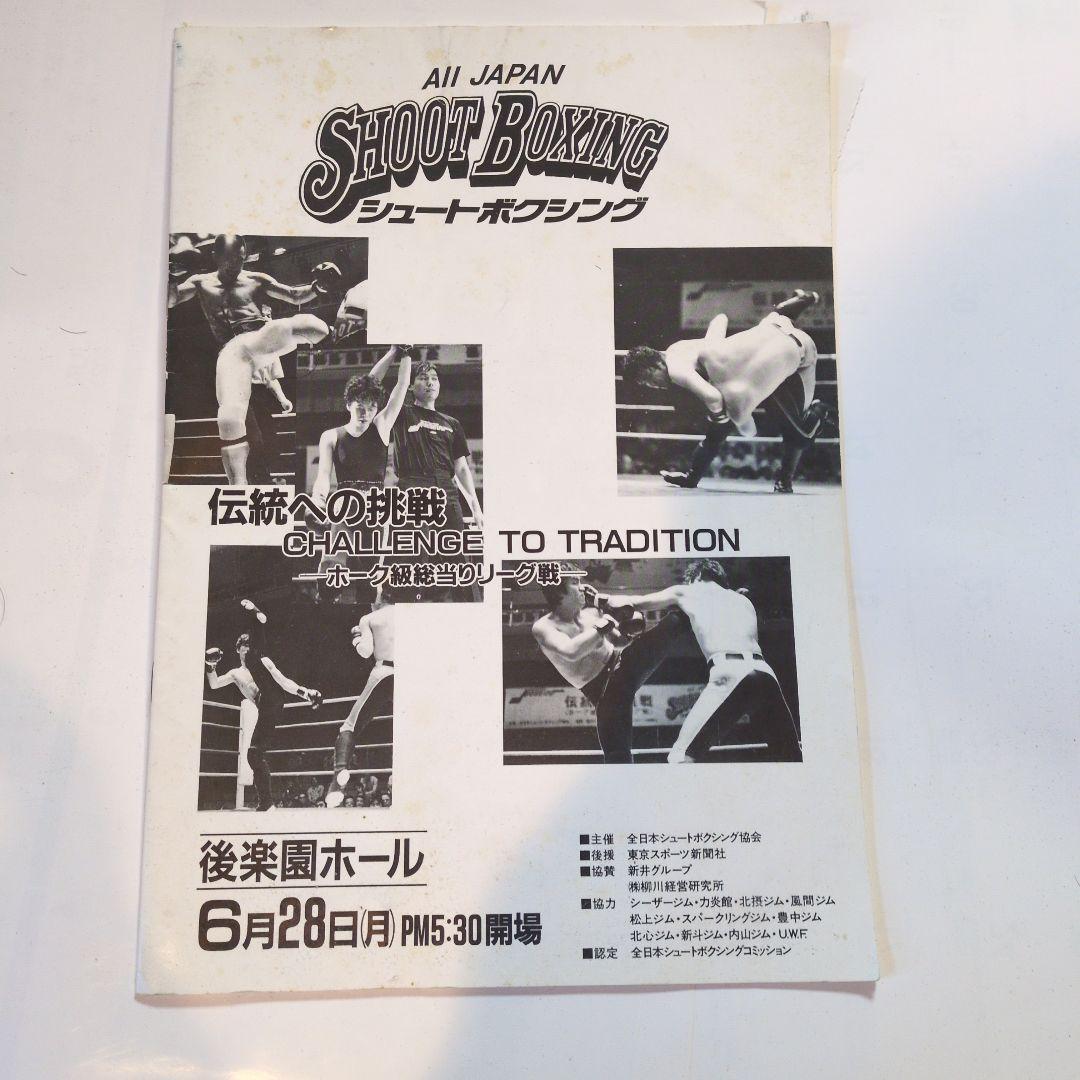 All JAPAN
SHOOT BOXING
シュートボクシング
伝統への挑戦
CHALLENGE TO TRADITION
―ホーク級総当りリーグ戦―
後楽園ホール
6月28日(月)PM5:30開場
■主催 全日本シュートボクシング協会
■後援 東京スポーツ新聞社
■協賛 新井グループ
㈱柳川経営研究所
■協力 シーザージム・力炎館・北摂ジム・風間ジム
松上ジム・スパークリングジム・豊中ジム
北心ジム・新斗ジム・内山ジム・U.W.F.
■認定 全日本シュートボクシングコミッション